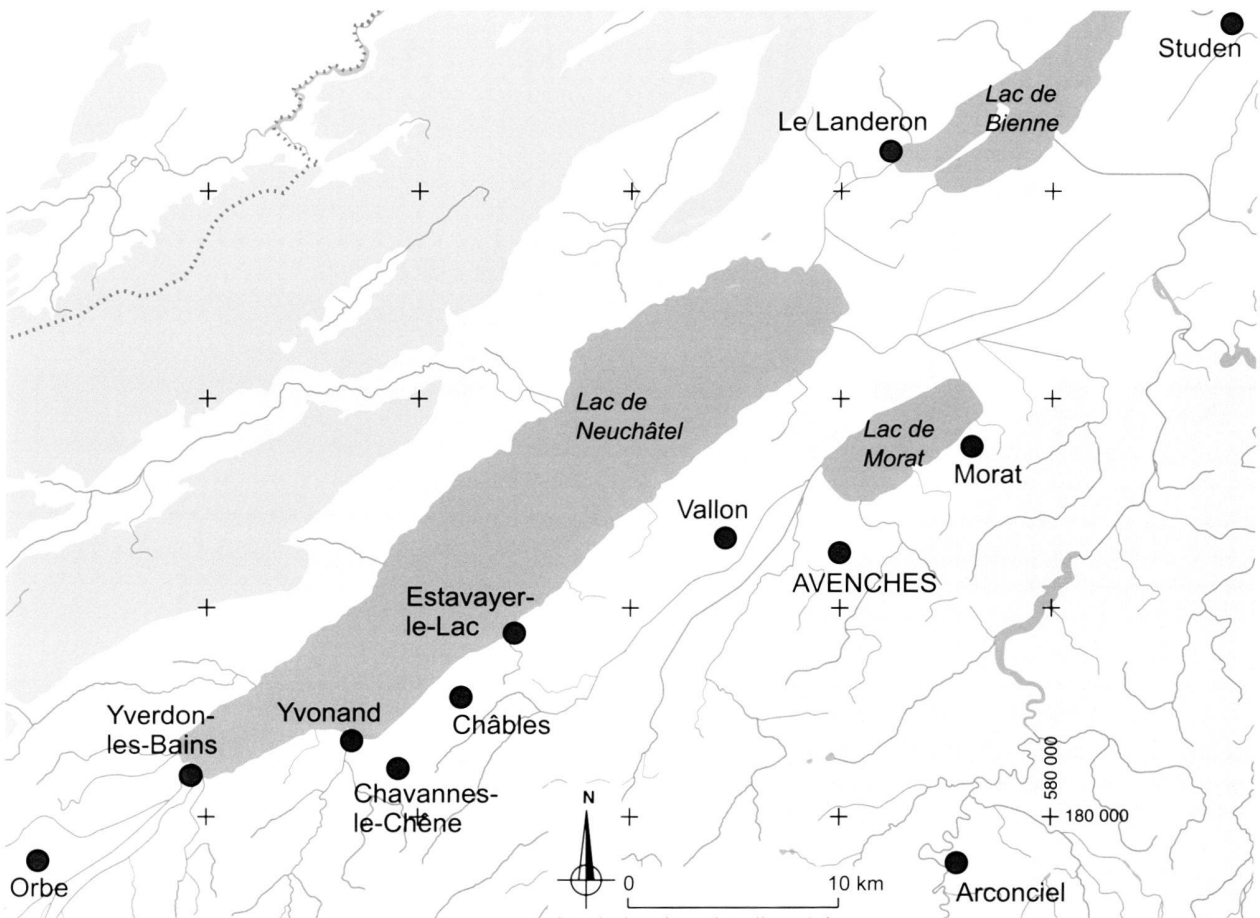 Studen
Lac de
Bienne
Le Landeron
Lac de
Neuchâtel
Lac de
Morat
Morat
Vallon
AVENCHES
Estavayer-
le-Lac
Châbles
Yvonand
Yverdon-
les-Bains
Chavannes-
le-Chêne
Orbe
N
0 10 km
580 000
180 000
Arconciel